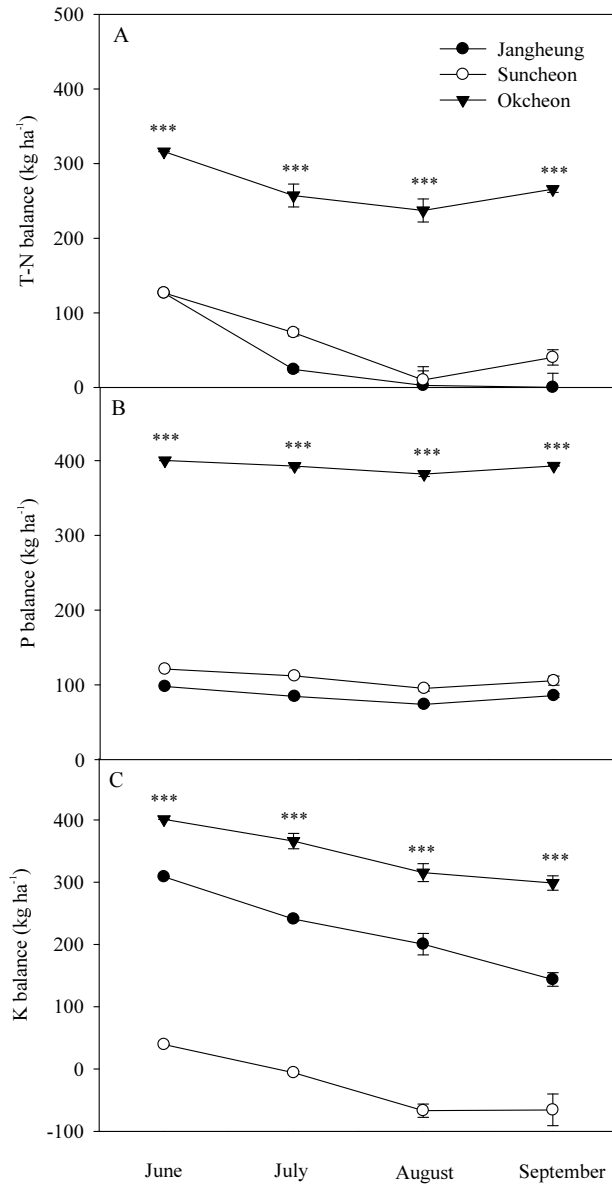 500
A
Jangheung
Suncheon
Okcheon
400
***
***
***
***
300
200
100
0
T-N balance (kg ha⁻¹)
B
***
***
***
***
400
300
200
100
0
P balance (kg ha⁻¹)
C
***
***
***
***
400
300
200
100
0
-100
K balance (kg ha⁻¹)
June July August September